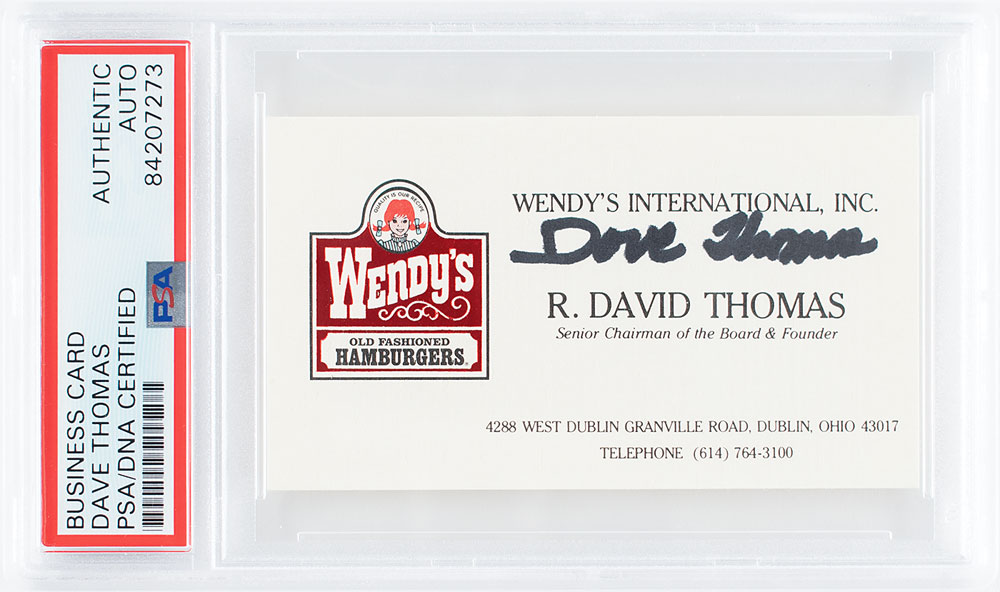 BUSINESS CARD
DAVE THOMAS
PSA/DNA CERTIFIED
AUTHENTIC
AUTO
84207273
PSA
QUALITY IS OUR RECIPE
WENDY'S
OLD FASHIONED
HAMBURGERS®
WENDY'S INTERNATIONAL, INC.
Dave Thomas
R. DAVID THOMAS
Senior Chairman of the Board & Founder
4288 WEST DUBLIN GRANVILLE ROAD, DUBLIN, OHIO 43017
TELEPHONE (614) 764-3100